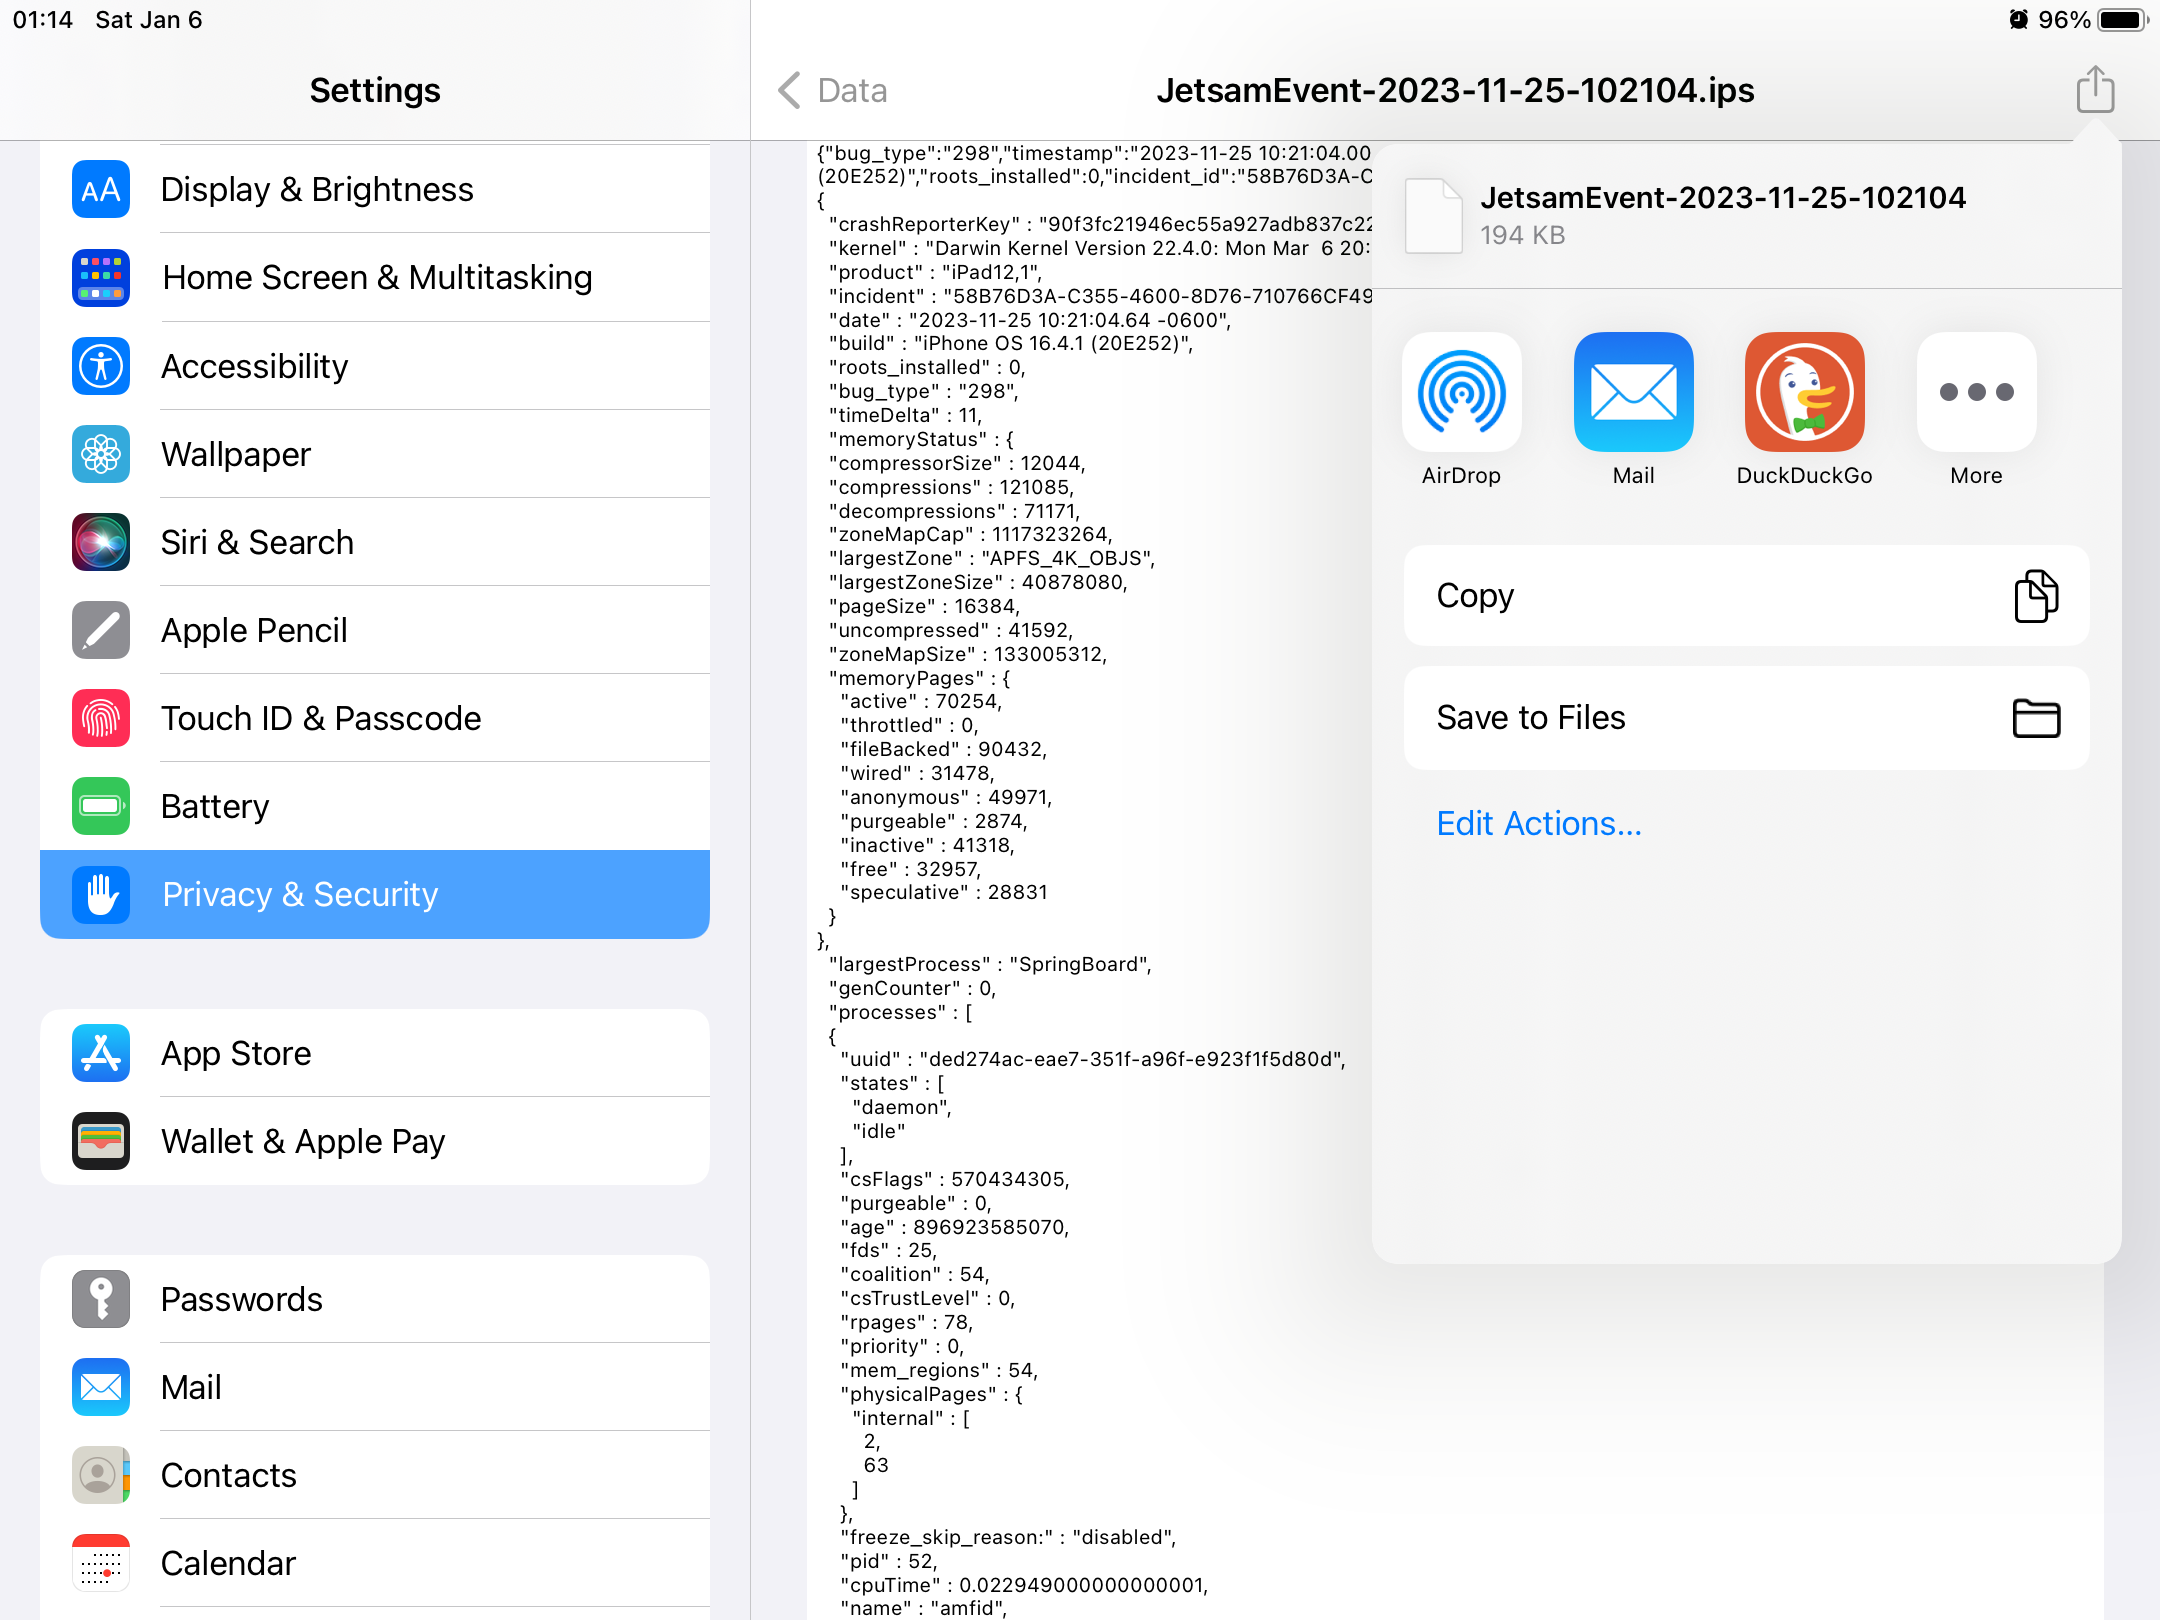 01:14 Sat Jan 6
96%
Settings
Data
JetsamEvent-2023-11-25-102104.ips
Display & Brightness
Home Screen & Multitasking
Accessibility
Wallpaper
Siri & Search
Apple Pencil
Touch ID & Passcode
Battery
Privacy & Security
App Store
Wallet & Apple Pay
Passwords
Mail
Contacts
Calendar
{"bug_type":"298","timestamp":"2023-11-25 10:21:04.00
(20E252)","roots_installed":0,"incident_id":"58B76D3A-C
{
"crashReporterKey" : "90f3fc21946ec55a927adb837c22
"kernel" : "Darwin Kernel Version 22.4.0: Mon Mar  6 20:
"product" : "iPad12,1",
"incident" : "58B76D3A-C355-4600-8D76-710766CF49
"date" : "2023-11-25 10:21:04.64 -0600",
"build" : "iPhone OS 16.4.1 (20E252)",
"roots_installed" : 0,
"bug_type" : "298",
"timeDelta" : 11,
"memoryStatus" : {
"compressorSize" : 12044,
"compressions" : 121085,
"decompressions" : 71171,
"zoneMapCap" : 1117323264,
"largestZone" : "APFS_4K_OBJS",
"largestZoneSize" : 40878080,
"pageSize" : 16384,
"uncompressed" : 41592,
"zoneMapSize" : 133005312,
"memoryPages" : {
"active" : 70254,
"throttled" : 0,
"fileBacked" : 90432,
"wired" : 31478,
"anonymous" : 49971,
"purgeable" : 2874,
"inactive" : 41318,
"free" : 32957,
"speculative" : 28831
}
},
"largestProcess" : "SpringBoard",
"genCounter" : 0,
"processes" : [
{
"uuid" : "ded274ac-eae7-351f-a96f-e923f1f5d80d",
"states" : [
"daemon",
"idle"
],
"csFlags" : 570434305,
"purgeable" : 0,
"age" : 896923585070,
"fds" : 25,
"coalition" : 54,
"csTrustLevel" : 0,
"rpages" : 78,
"priority" : 0,
"mem_regions" : 54,
"physicalPages" : {
"internal" : [
2,
63
]
},
"freeze_skip_reason:" : "disabled",
"pid" : 52,
"cpuTime" : 0.022949000000000001,
"name" : "amfid",
JetsamEvent-2023-11-25-102104
194 KB
AirDrop
Mail
DuckDuckGo
More
Copy
Save to Files
Edit Actions...